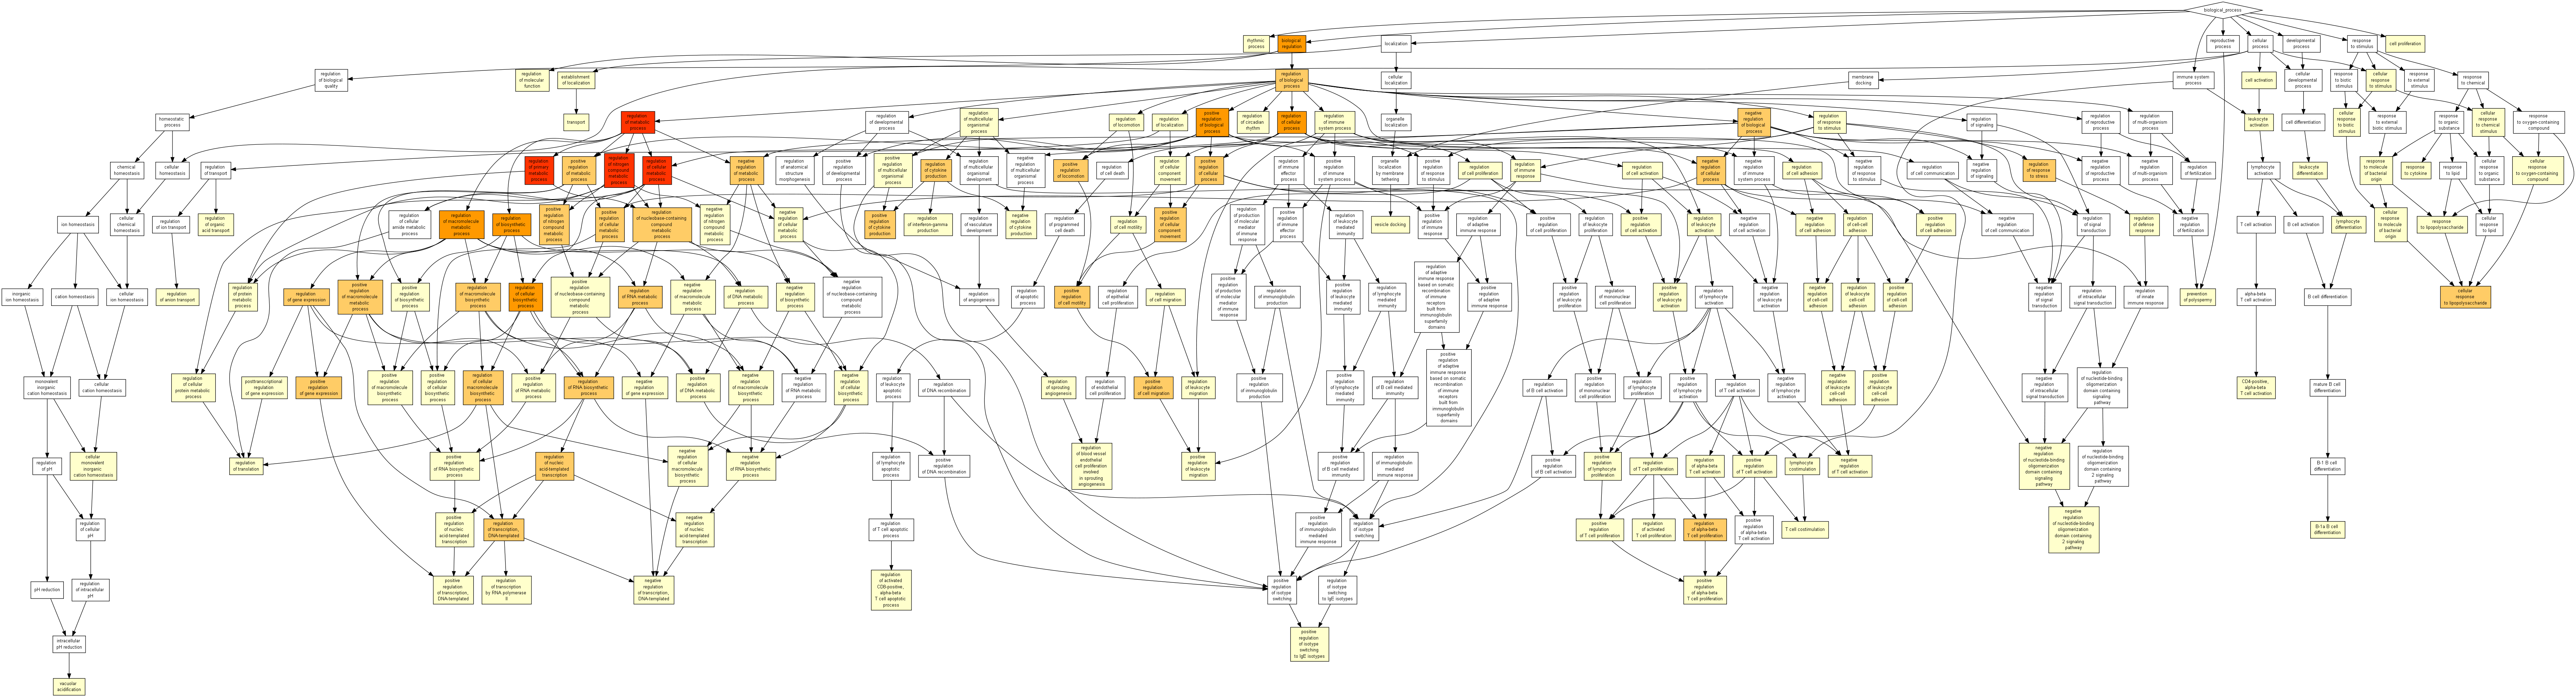 biological_process
rhythmic
process
biological
regulation
localization
reproductive
process
cellular
process
developmental
process
response
to stimulus
cell proliferation
regulation
of biological
quality
regulation
of molecular
function
establishment
of localization
regulation
of biological
process
cellular
localization
membrane
docking
immune system
process
cell activation
cellular
developmental
process
response
to biotic
stimulus
cellular
response
to stimulus
response
to external
stimulus
response
to chemical
homeostatic
process
transport
regulation
of metabolic
process
regulation
of developmental
process
regulation
of multicellular
organismal
process
regulation
of locomotion
regulation
of localization
positive
regulation
of biological
process
regulation
of circadian
rhythm
regulation
of cellular
process
regulation
of immune
system process
organelle
localization
negative
regulation
of biological
process
regulation
of response
to stimulus
regulation
of signaling
regulation
of reproductive
process
regulation
of multi-organism
process
leukocyte
activation
cell differentiation
cellular
response
to biotic
stimulus
response
to external
biotic stimulus
response
to organic
substance
cellular
response
to chemical
stimulus
response
to oxygen-containing
compound
chemical
homeostasis
cellular
homeostasis
regulation
of transport
regulation
of primary
metabolic
process
positive
regulation
of metabolic
process
regulation
of nitrogen
compound
metabolic
process
regulation
of cellular
metabolic
process
negative
regulation
of metabolic
process
regulation
of anatomical
structure
morphogenesis
positive
regulation
of developmental
process
positive
regulation
of multicellular
organismal
process
regulation
of cytokine
production
regulation
of multicellular
organismal
development
negative
regulation
of multicellular
organismal
process
positive
regulation
of locomotion
regulation
of cell death
regulation
of cellular
component
movement
positive
regulation
of cellular
process
regulation
of immune
effector
process
positive
regulation
of immune
system process
organelle
localization
by membrane
tethering
positive
regulation
of response
to stimulus
regulation
of cell proliferation
regulation
of immune
response
regulation
of cell activation
negative
regulation
of cellular
process
negative
regulation
of immune
system process
regulation
of cell adhesion
negative
regulation
of response
to stimulus
regulation
of cell communication
negative
regulation
of signaling
regulation
of response
to stress
negative
regulation
of reproductive
process
negative
regulation
of multi-organism
process
regulation
of fertilization
lymphocyte
activation
leukocyte
differentiation
response
to molecule
of bacterial
origin
response
to cytokine
response
to lipid
cellular
response
to organic
substance
cellular
response
to oxygen-containing
compound
ion homeostasis
cellular
chemical
homeostasis
regulation
of ion transport
regulation
of organic
acid transport
regulation
of cellular
amide metabolic
process
regulation
of macromolecule
metabolic
process
regulation
of biosynthetic
process
positive
regulation
of nitrogen
compound
metabolic
process
positive
regulation
of cellular
metabolic
process
regulation
of nucleobase-containing
compound
metabolic
process
negative
regulation
of nitrogen
compound
metabolic
process
negative
regulation
of cellular
metabolic
process
positive
regulation
of cytokine
production
regulation
of interferon-gamma
production
regulation
of vasculature
development
negative
regulation
of cytokine
production
regulation
of programmed
cell death
regulation
of cell motility
positive
regulation
of cellular
component
movement
regulation
of production
of molecular
mediator
of immune
response
positive
regulation
of immune
effector
process
regulation
of leukocyte
mediated
immunity
vesicle docking
positive
regulation
of immune
response
regulation
of adaptive
immune response
positive
regulation
of cell proliferation
regulation
of leukocyte
proliferation
positive
regulation
of cell activation
regulation
of leukocyte
activation
negative
regulation
of cell activation
negative
regulation
of cell adhesion
regulation
of cell-cell
adhesion
positive
regulation
of cell adhesion
negative
regulation
of cell communication
regulation
of signal
transduction
regulation
of defense
response
negative
regulation
of fertilization
T cell activation
B cell activation
lymphocyte
differentiation
cellular
response
to molecule
of bacterial
origin
response
to lipopolysaccharide
cellular
response
to lipid
inorganic
ion homeostasis
cation homeostasis
cellular
ion homeostasis
regulation
of anion transport
regulation
of protein
metabolic
process
regulation
of gene expression
positive
regulation
of macromolecule
metabolic
process
positive
regulation
of biosynthetic
process
regulation
of macromolecule
biosynthetic
process
regulation
of cellular
biosynthetic
process
positive
regulation
of nucleobase-containing
compound
metabolic
process
regulation
of RNA metabolic
process
negative
regulation
of macromolecule
metabolic
process
regulation
of DNA metabolic
process
negative
regulation
of biosynthetic
process
negative
regulation
of nucleobase-containing
compound
metabolic
process
regulation
of angiogenesis
regulation
of apoptotic
process
positive
regulation
of cell motility
regulation
of epithelial
cell proliferation
regulation
of cell migration
positive
regulation
of production
of molecular
mediator
of immune
response
regulation
of immunoglobulin
production
positive
regulation
of leukocyte
mediated
immunity
regulation
of lymphocyte
mediated
immunity
regulation
of adaptive
immune response
based on somatic
recombination
of immune
receptors
built from
immunoglobulin
superfamily
domains
positive
regulation
of adaptive
immune response
positive
regulation
of leukocyte
proliferation
regulation
of mononuclear
cell proliferation
positive
regulation
of leukocyte
activation
regulation
of lymphocyte
activation
negative
regulation
of leukocyte
activation
negative
regulation
of cell-cell
adhesion
regulation
of leukocyte
cell-cell
adhesion
positive
regulation
of cell-cell
adhesion
negative
regulation
of signal
transduction
regulation
of intracellular
signal transduction
regulation
of innate
immune response
prevention
of polyspermy
alpha-beta
T cell activation
B cell differentiation
cellular
response
to lipopolysaccharide
monovalent
inorganic
cation homeostasis
cellular
cation homeostasis
regulation
of cellular
protein metabolic
process
posttranscriptional
regulation
of gene expression
positive
regulation
of gene expression
positive
regulation
of macromolecule
biosynthetic
process
positive
regulation
of cellular
biosynthetic
process
regulation
of cellular
macromolecule
biosynthetic
process
positive
regulation
of RNA metabolic
process
regulation
of RNA biosynthetic
process
negative
regulation
of gene expression
positive
regulation
of DNA metabolic
process
negative
regulation
of macromolecule
biosynthetic
process
negative
regulation
of RNA metabolic
process
negative
regulation
of cellular
biosynthetic
process
regulation
of leukocyte
apoptotic
process
regulation
of DNA recombination
regulation
of sprouting
angiogenesis
regulation
of endothelial
cell proliferation
positive
regulation
of cell migration
regulation
of leukocyte
migration
positive
regulation
of immunoglobulin
production
positive
regulation
of lymphocyte
mediated
immunity
regulation
of B cell mediated
immunity
positive
regulation
of adaptive
immune response
based on somatic
recombination
of immune
receptors
built from
immunoglobulin
superfamily
domains
regulation
of B cell activation
positive
regulation
of mononuclear
cell proliferation
regulation
of lymphocyte
proliferation
positive
regulation
of lymphocyte
activation
regulation
of T cell activation
negative
regulation
of lymphocyte
activation
negative
regulation
of leukocyte
cell-cell
adhesion
positive
regulation
of leukocyte
cell-cell
adhesion
negative
regulation
of intracellular
signal transduction
regulation
of nucleotide-binding
oligomerization
domain containing
signaling
pathway
CD4-positive,
alpha-beta
T cell activation
mature B cell
differentiation
regulation
of pH
cellular
monovalent
inorganic
cation homeostasis
regulation
of translation
positive
regulation
of RNA biosynthetic
process
regulation
of nucleic
acid-templated
transcription
negative
regulation
of cellular
macromolecule
biosynthetic
process
negative
regulation
of RNA biosynthetic
process
regulation
of lymphocyte
apoptotic
process
positive
regulation
of DNA recombination
regulation
of blood vessel
endothelial
cell proliferation
involved
in sprouting
angiogenesis
positive
regulation
of leukocyte
migration
positive
regulation
of B cell mediated
immunity
regulation
of immunoglobulin
mediated
immune response
positive
regulation
of B cell activation
positive
regulation
of lymphocyte
proliferation
regulation
of T cell proliferation
regulation
of alpha-beta
T cell activation
positive
regulation
of T cell activation
lymphocyte
costimulation
negative
regulation
of T cell activation
negative
regulation
of nucleotide-binding
oligomerization
domain containing
signaling
pathway
regulation
of nucleotide-binding
oligomerization
domain containing
2 signaling
pathway
B-1 B cell
differentiation
regulation
of cellular
pH
positive
regulation
of nucleic
acid-templated
transcription
regulation
of transcription,
DNA-templated
negative
regulation
of nucleic
acid-templated
transcription
regulation
of T cell apoptotic
process
positive
regulation
of immunoglobulin
mediated
immune response
regulation
of isotype
switching
positive
regulation
of T cell proliferation
regulation
of activated
T cell proliferation
regulation
of alpha-beta
T cell proliferation
positive
regulation
of alpha-beta
T cell activation
T cell costimulation
negative
regulation
of nucleotide-binding
oligomerization
domain containing
2 signaling
pathway
B-1a B cell
differentiation
pH reduction
regulation
of intracellular
pH
positive
regulation
of transcription,
DNA-templated
regulation
of transcription
by RNA polymerase
II
negative
regulation
of transcription,
DNA-templated
regulation
of activated
CD8-positive,
alpha-beta
T cell apoptotic
process
positive
regulation
of isotype
switching
regulation
of isotype
switching
to IgE isotypes
positive
regulation
of alpha-beta
T cell proliferation
intracellular
pH reduction
positive
regulation
of isotype
switching
to IgE isotypes
vacuolar
acidification